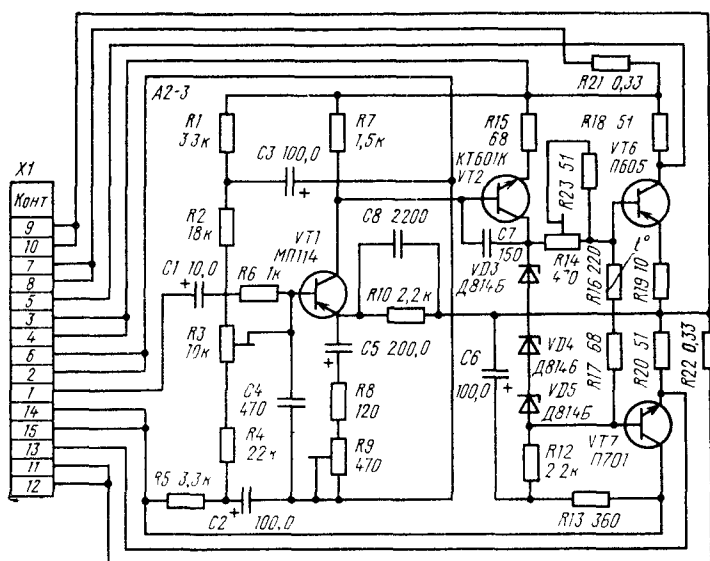 А2-3
R21 0,33
R1
3,3к
R7
1,5к
R15
68
R18 51
C3 100,0
+
КТ601К
VT2
R23 51
VT6
П605
X1
Конт
9
10
7
8
5
3
4
6
2
1
14
15
13
11
12
R2
18к
C8 2200
C7
150
VT1
МП114
VD3
Д814Б
R14
470
R16 220
t°
R19 10
C1 10,0
+
R6 1к
R10 2,2к
R3
10к
C5 200,0
+
C6
100,0
+
VD4
Д814Б
VD5
Д814Б
R17 68
R20 51
R22 0,33
C4
470
R8
120
R4
22к
R9
470
R12
2,2к
VT7
П701
R5 3,3к
C2
+
100,0
R13 360